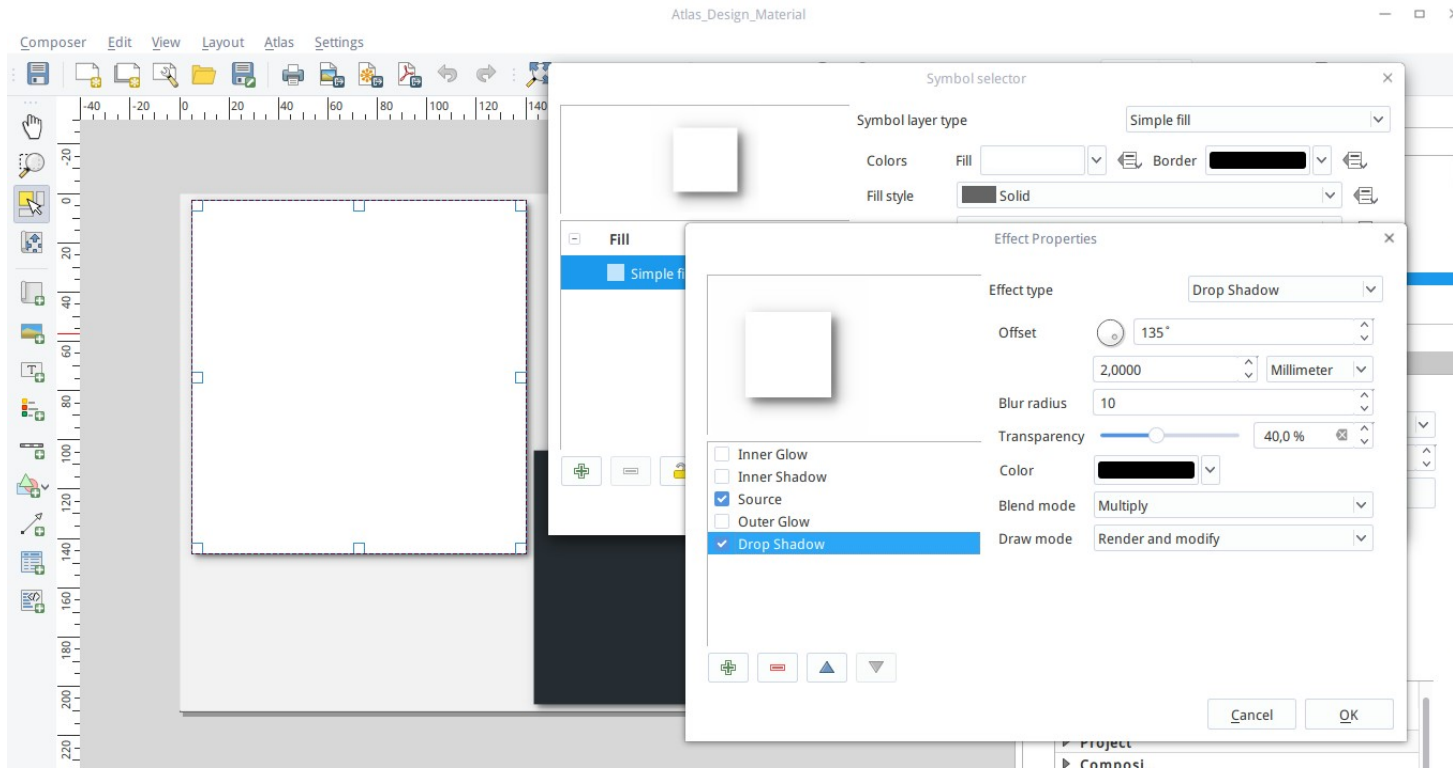 Atlas_Design_Material
Composer Edit View Layout Atlas Settings
-40 -20 0 20 40 60 80 100 120 140
Symbol selector
Symbol layer type Simple fill
Colors Fill Border
Fill style Solid
-20
0
20
40
60
80
100
120
140
160
180
200
220
Fill
Simple fi
Effect Properties
Effect type Drop Shadow
Offset 135°
2,0000 Millimeter
Blur radius 10
Transparency 40,0 %
Color
Blend mode Multiply
Draw mode Render and modify
Inner Glow
Inner Shadow
Source
Outer Glow
Drop Shadow
Cancel OK
Project
Composi